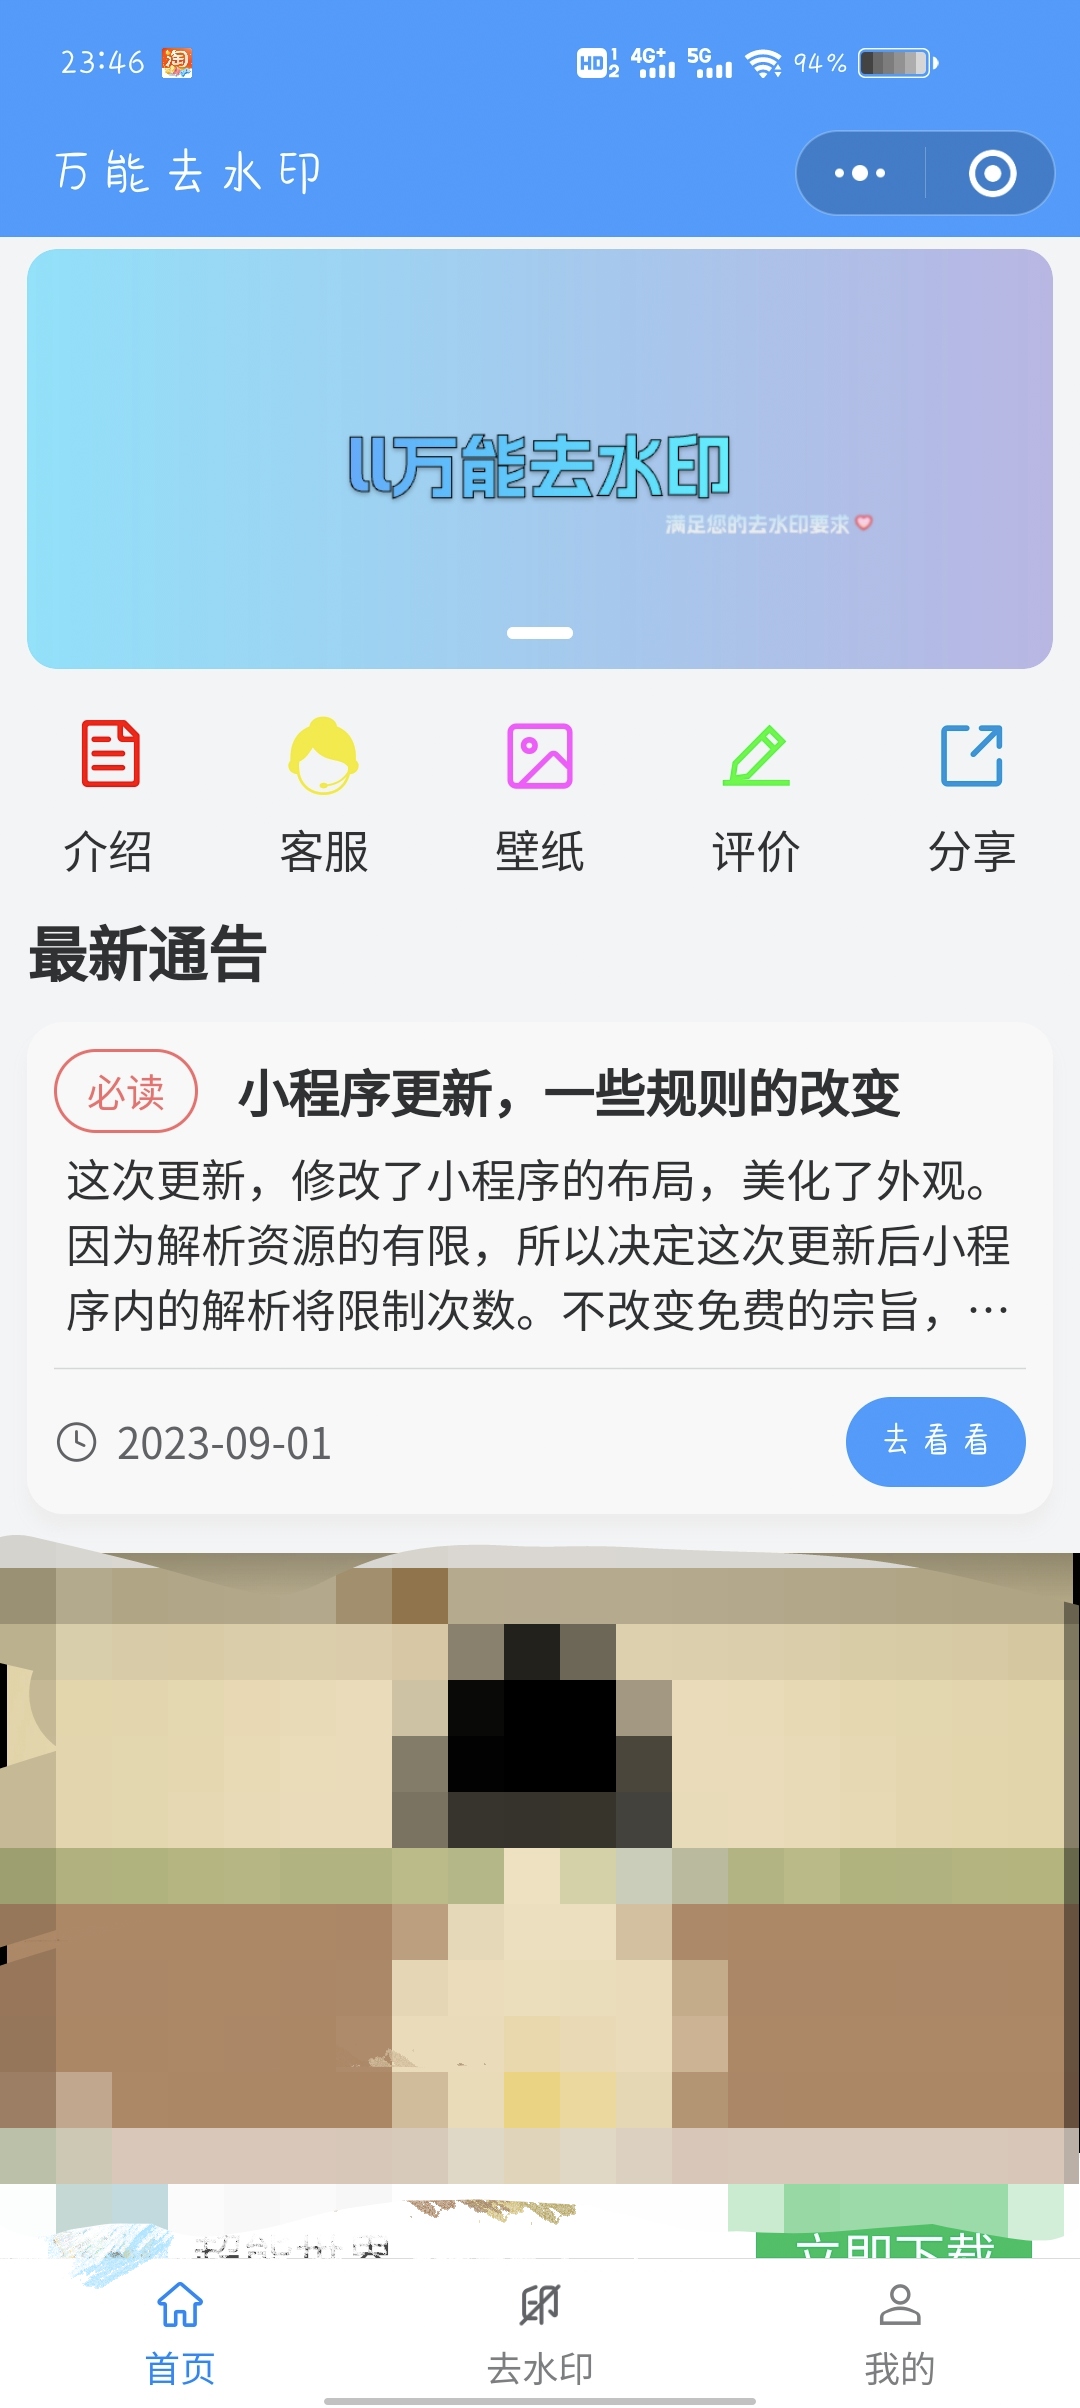 23:46 淘 HD 1 2 4G+ 5G 94%
万能去水印
万能去水印
满足您的去水印要求
介绍 客服 壁纸 评价 分享
最新通告
必读 小程序更新，一些规则的改变
这次更新，修改了小程序的布局，美化了外观。
因为解析资源的有限，所以决定这次更新后小程
序内的解析将限制次数。不改变免费的宗旨，…
2023-09-01 去看看
立即下载
首页 去水印 我的